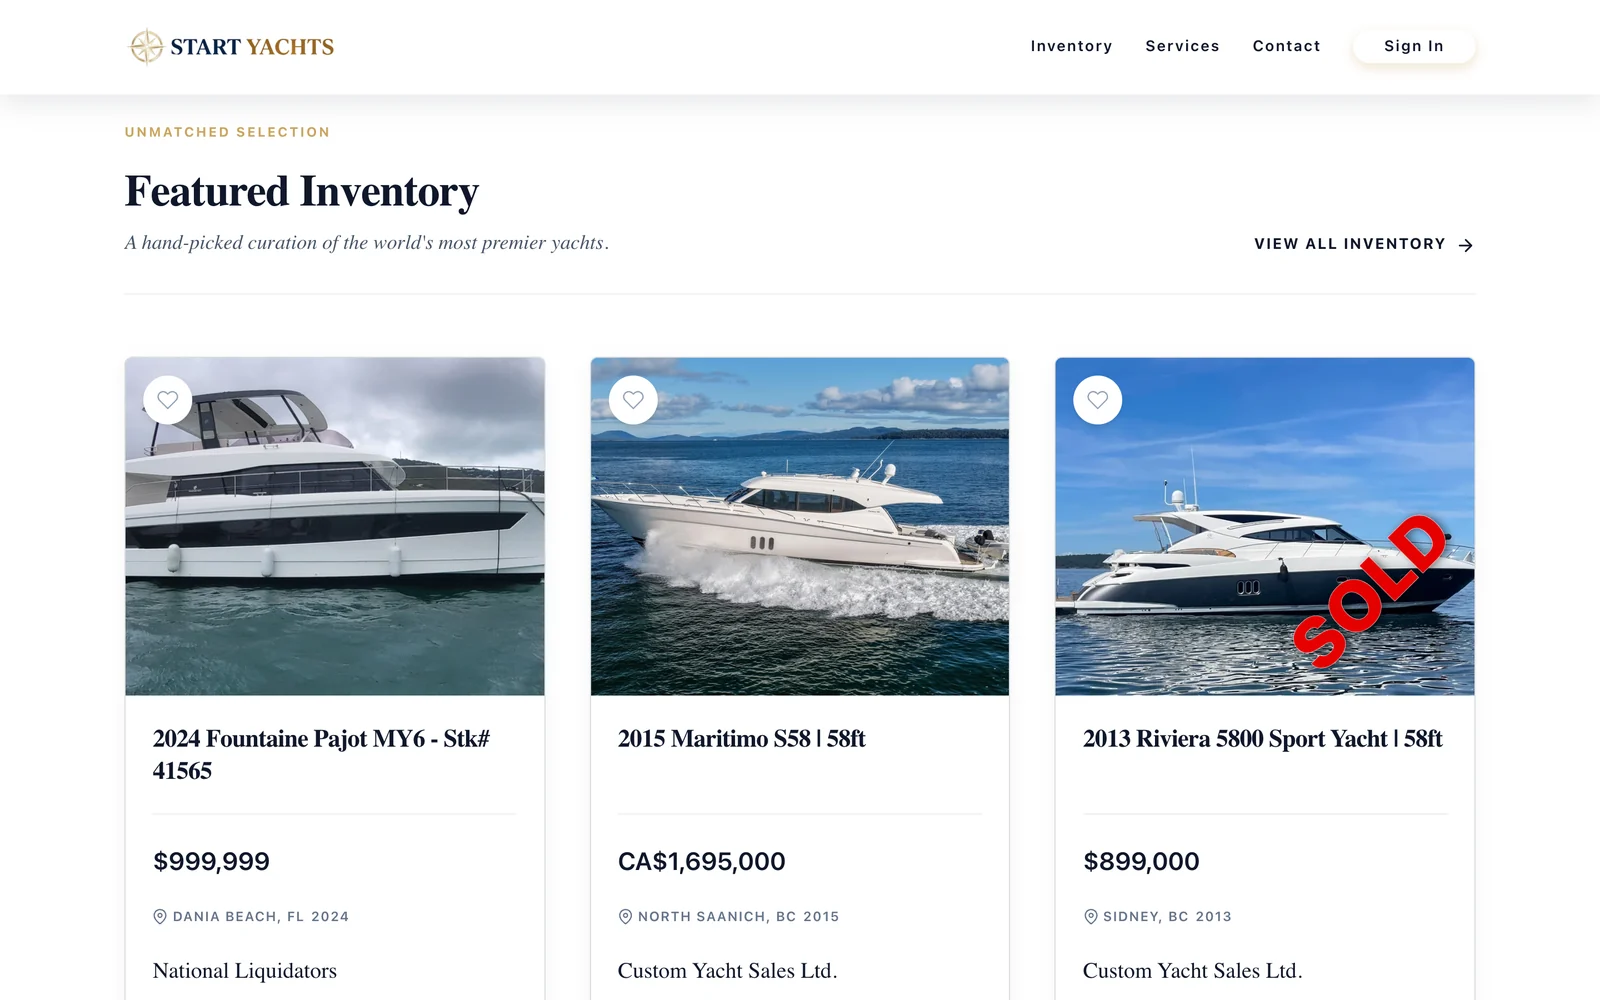 START YACHTS
Inventory
Services
Contact
Sign In
UNMATCHED SELECTION
Featured Inventory
A hand-picked curation of the world's most premier yachts.
VIEW ALL INVENTORY
2024 Fountaine Pajot MY6 - Stk#
41565
$999,999
DANIA BEACH, FL 2024
National Liquidators
2015 Maritimo S58 | 58ft
CA$1,695,000
NORTH SAANICH, BC 2015
Custom Yacht Sales Ltd.
SOLD
2013 Riviera 5800 Sport Yacht | 58ft
$899,000
SIDNEY, BC 2013
Custom Yacht Sales Ltd.